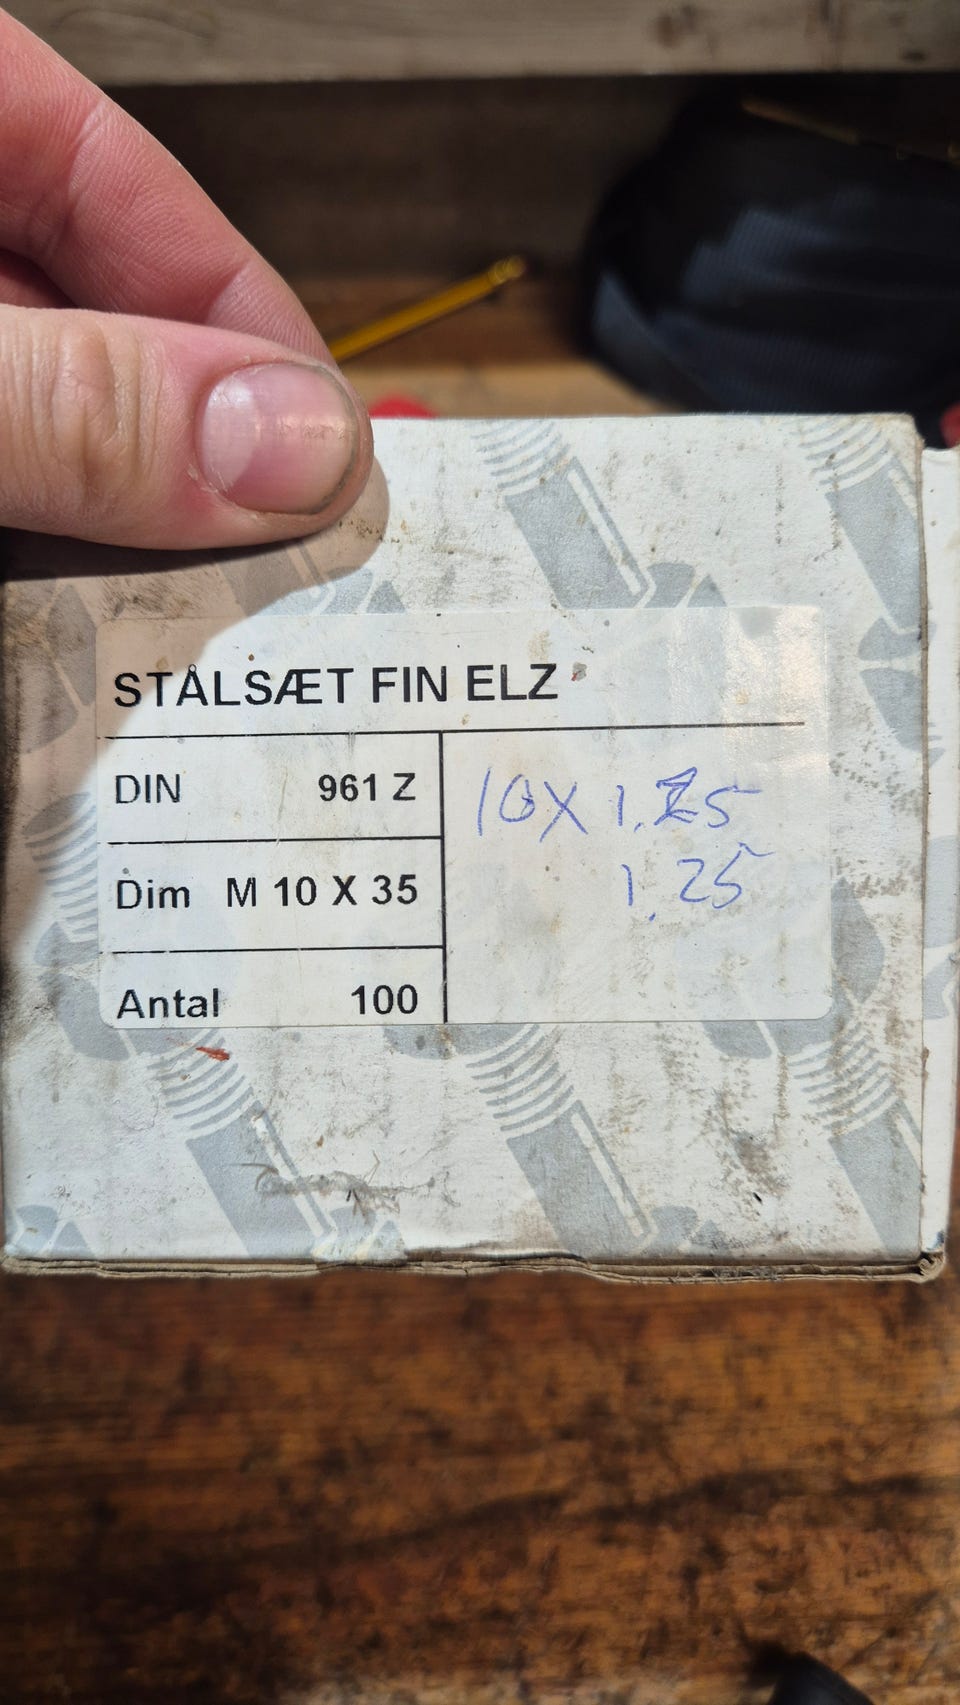 STÅLSÆT FIN ELZ
DIN 961 Z
Dim M 10 X 35
Antal 100
10X 1.25
1.25